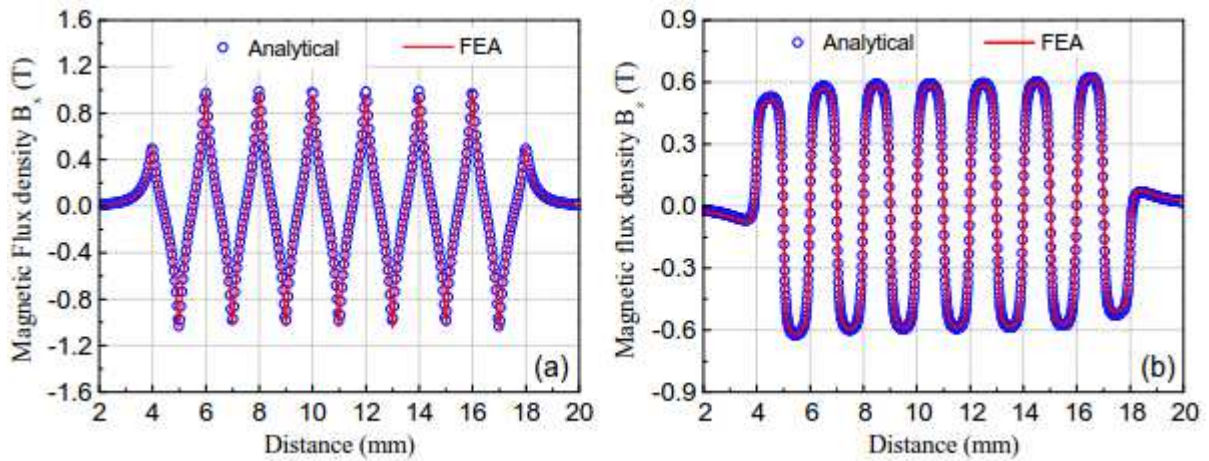 Magnetic Flux density B_x (T)
1.6
1.2
0.8
0.4
0.0
-0.4
-0.8
-1.2
-1.6
Analytical FEA
(a)
2 4 6 8 10 12 14 16 18 20
Distance (mm)
Magnetic flux density B_z (T)
0.9
0.6
0.3
0.0
-0.3
-0.6
-0.9
Analytical FEA
(b)
2 4 6 8 10 12 14 16 18 20
Distance (mm)